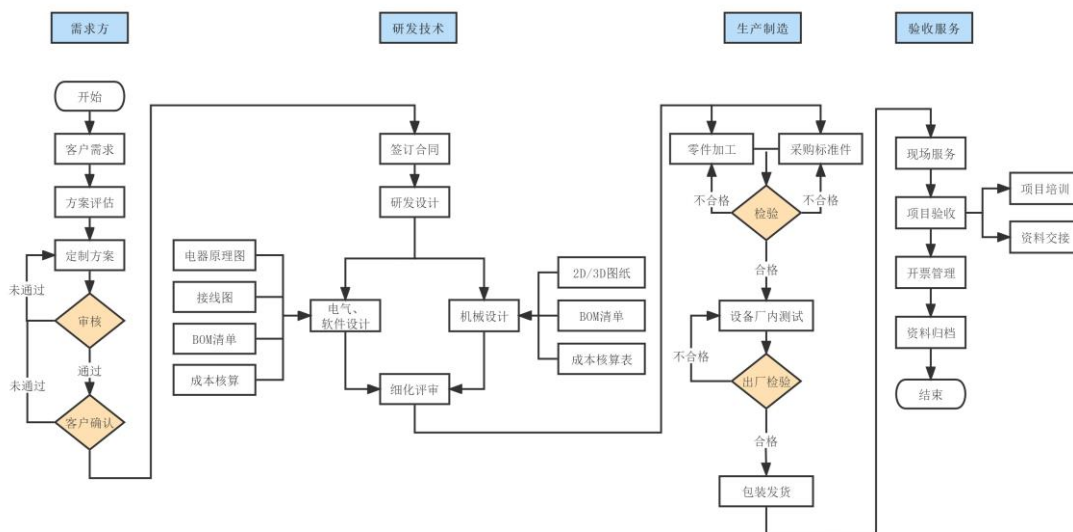 需求方
研发技术
生产制造
验收服务
开始
客户需求
方案评估
定制方案
未通过
审核
通过
未通过
客户确认
签订合同
研发设计
电器原理图
接线图
BOM清单
成本核算
电气、
软件设计
机械设计
2D/3D图纸
BOM清单
成本核算表
细化评审
零件加工
采购标准件
不合格
不合格
检验
合格
设备厂内测试
不合格
出厂检验
合格
包装发货
现场服务
项目验收
项目培训
资料交接
开票管理
资料归档
结束